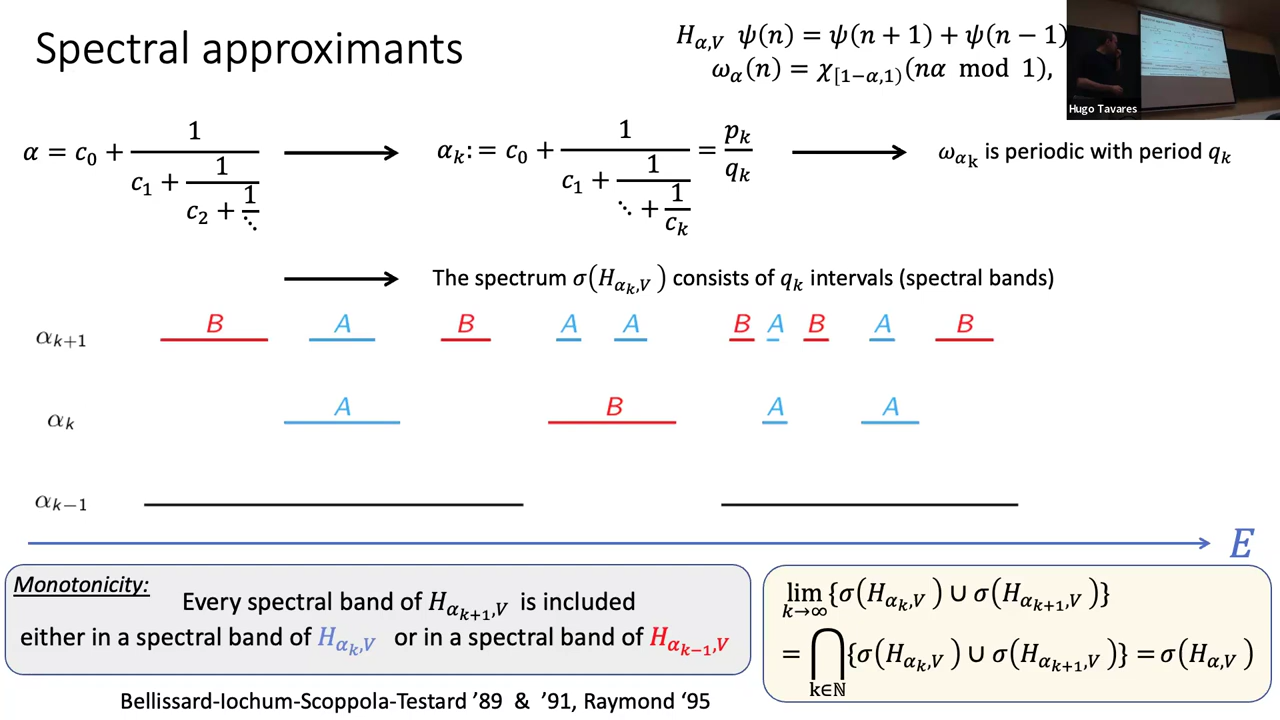 Spectral approximants
H_{α,V} ψ(n) = ψ(n + 1) + ψ(n − 1)
ω_α(n) = χ_{[1−α,1)}(nα mod 1),
Hugo Tavares
α = c_0 + 1/(c_1 + 1/(c_2 + 1/⋱)) → α_k := c_0 + 1/(c_1 + 1/(⋱ + 1/c_k)) = p_k/q_k → ω_{α_k} is periodic with period q_k
→ The spectrum σ(H_{α_k,V}) consists of q_k intervals (spectral bands)
α_{k+1} B A B A A B A B A B
α_k A B A A
α_{k−1}
E
Monotonicity:
Every spectral band of H_{α_{k+1},V} is included
either in a spectral band of H_{α_k,V} or in a spectral band of H_{α_{k−1},V}
lim_{k→∞} {σ(H_{α_k,V}) ∪ σ(H_{α_{k+1},V})}
= ⋂_{k∈ℕ} {σ(H_{α_k,V}) ∪ σ(H_{α_{k+1},V})} = σ(H_{α,V})
Bellissard-Iochum-Scoppola-Testard ’89 & ’91, Raymond ‘95